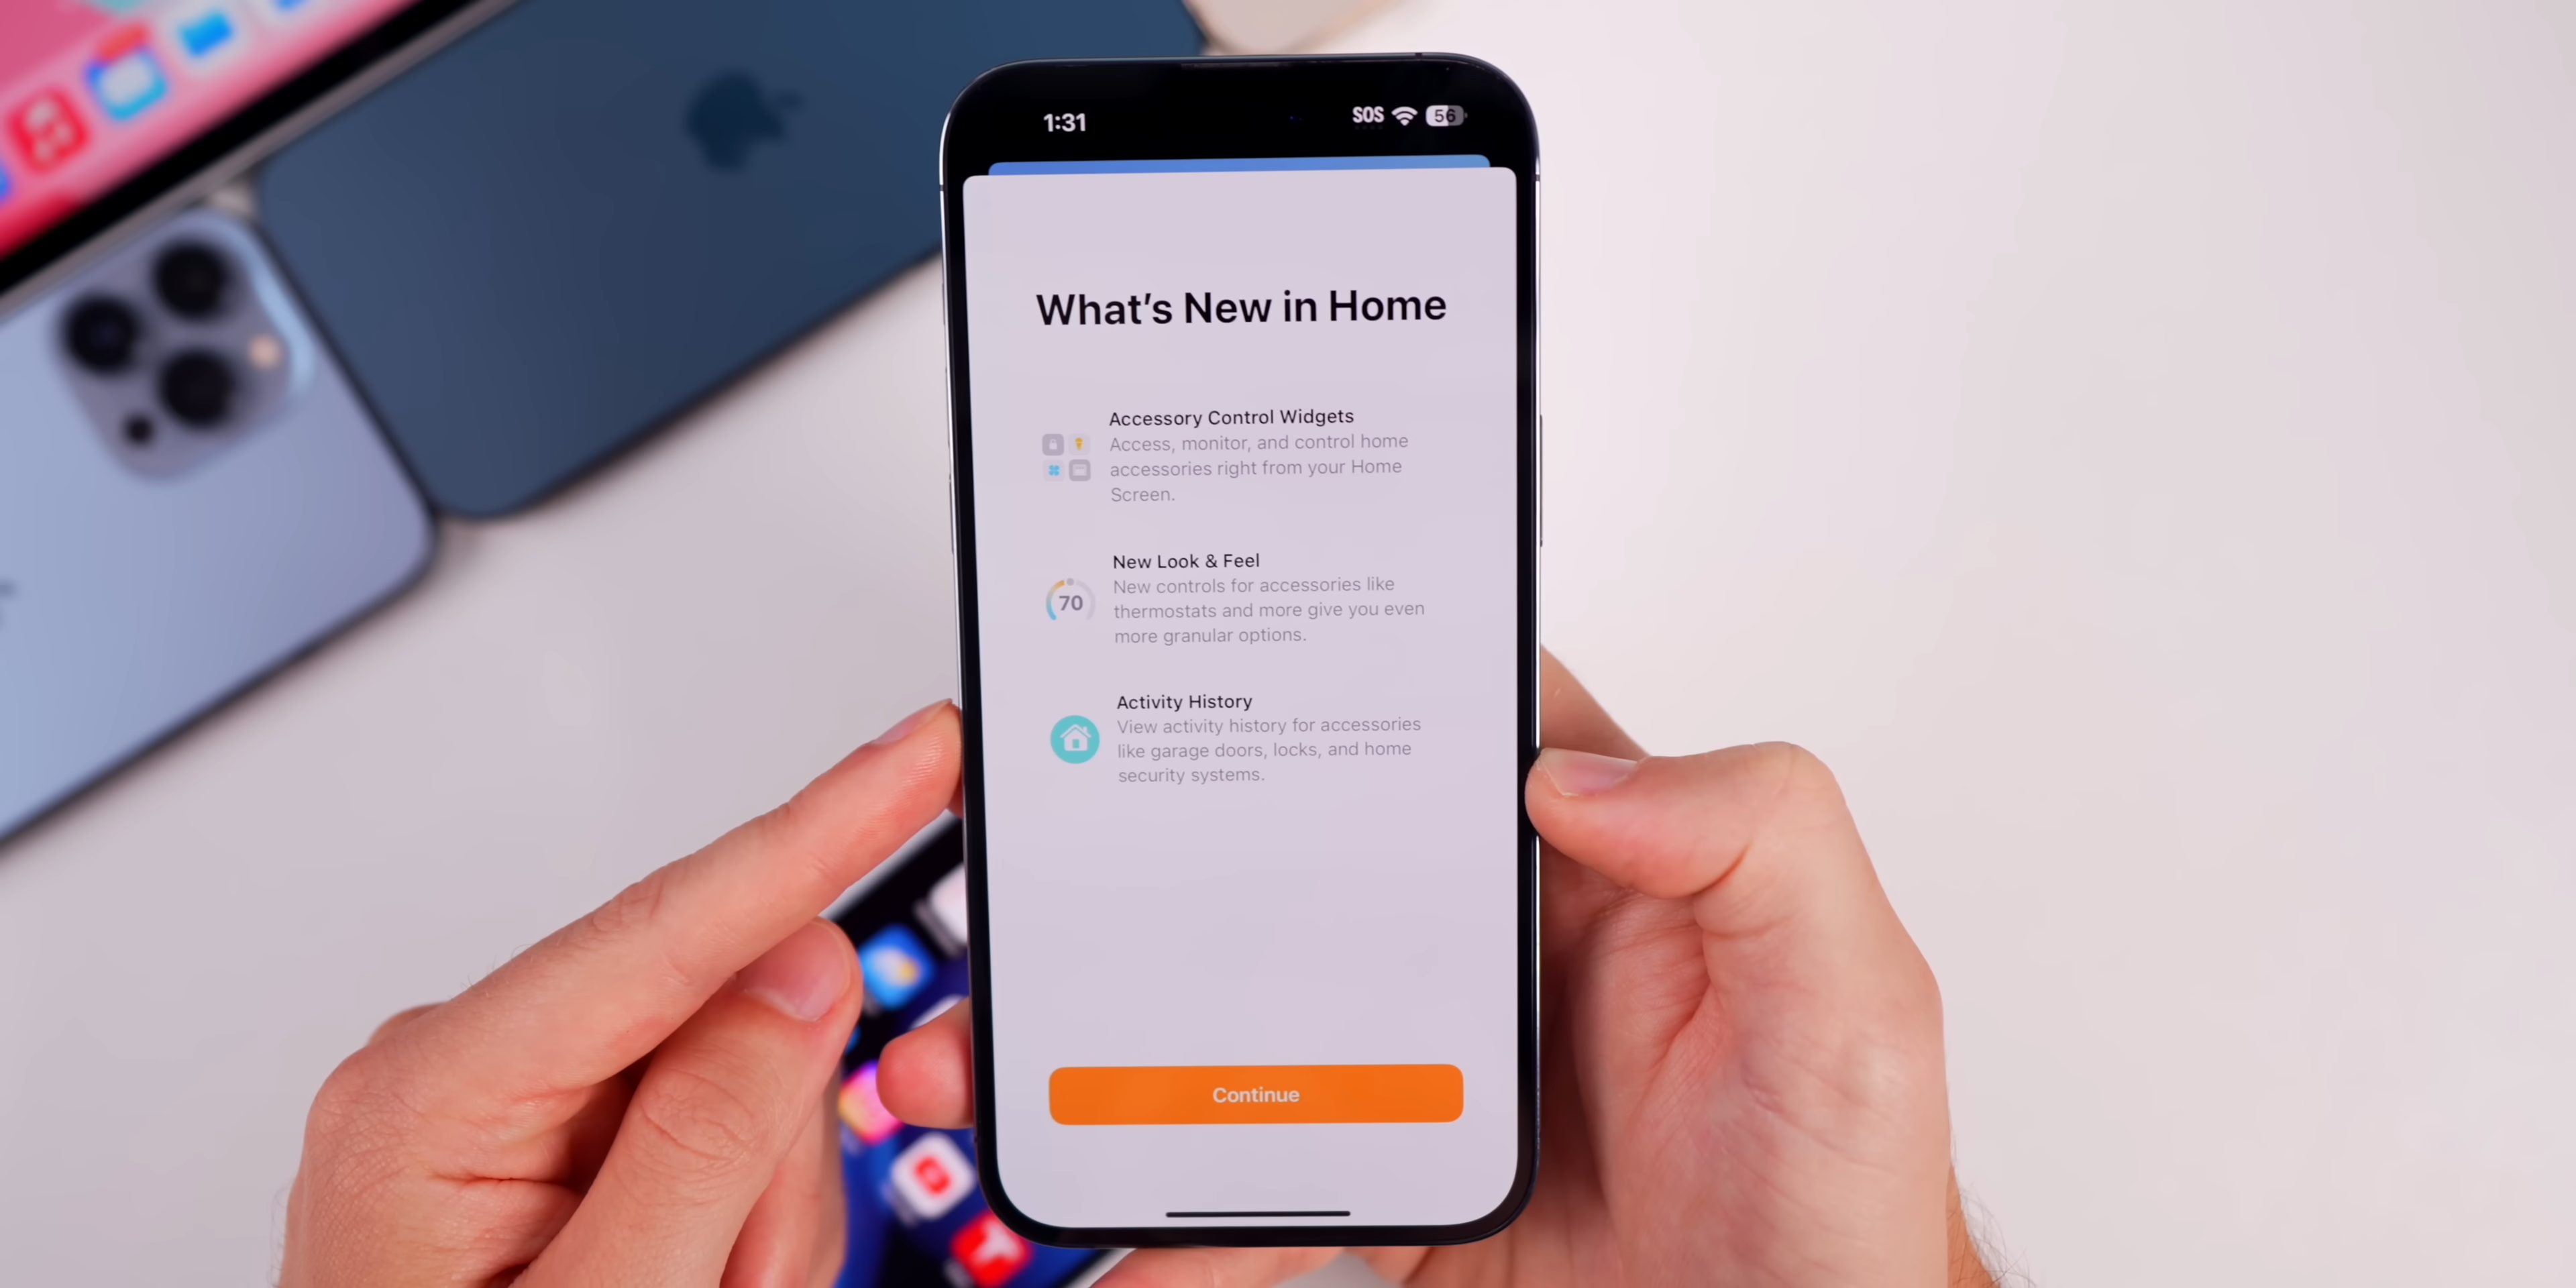 1:31
SOS
56
What's New in Home
Accessory Control Widgets
Access, monitor, and control home
accessories right from your Home
Screen.
70
New Look & Feel
New controls for accessories like
thermostats and more give you even
more granular options.
Activity History
View activity history for accessories
like garage doors, locks, and home
security systems.
Continue